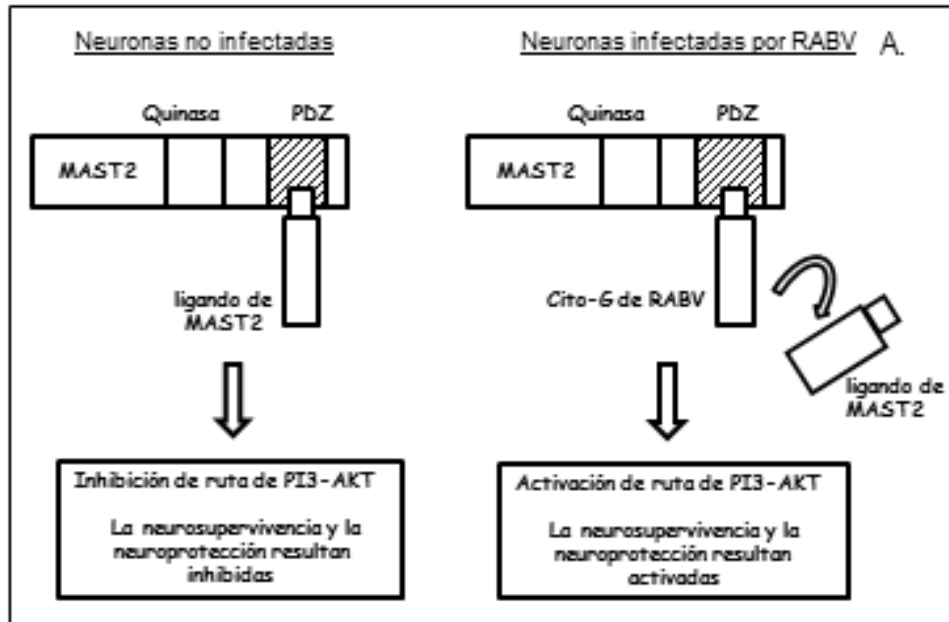 Neuronas no infectadas
Neuronas infectadas por RABV A.
Quinasa PDZ
MAST2
ligando de
MAST2
Inhibición de ruta de PI3-AKT
La neurosupervivencia y la
neuroprotección resultan
inhibidas
Quinasa PDZ
MAST2
Cito-G de RABV
ligando de
MAST2
Activación de ruta de PI3-AKT
La neurosupervivencia y la
neuroprotección resultan
activadas